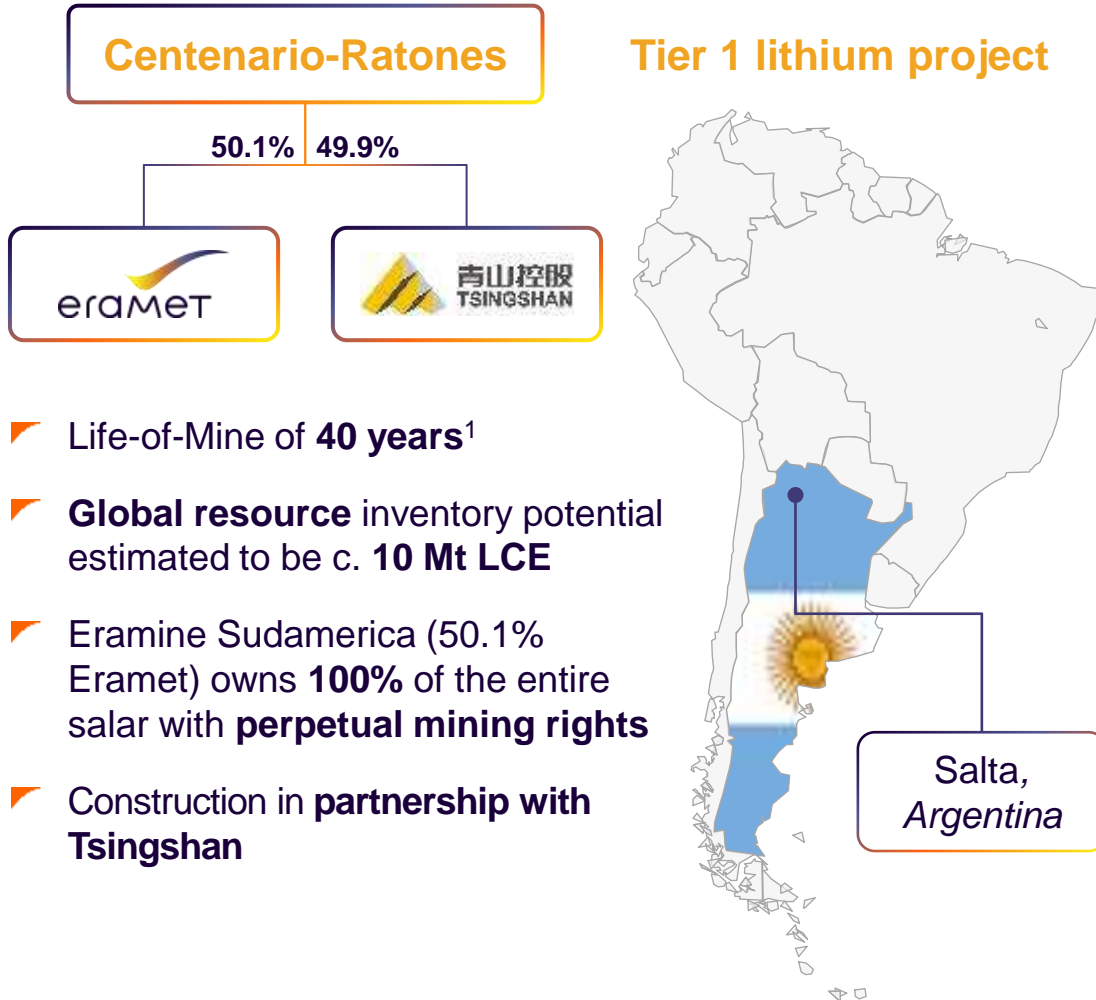 Centenario-Ratones
Tier 1 lithium project
50.1% 49.9%
eramet
青山控股
TSINGSHAN
Life-of-Mine of 40 years¹
Global resource inventory potential
estimated to be c. 10 Mt LCE
Eramine Sudamerica (50.1%
Eramet) owns 100% of the entire
salar with perpetual mining rights
Construction in partnership with
Tsingshan
Salta,
Argentina